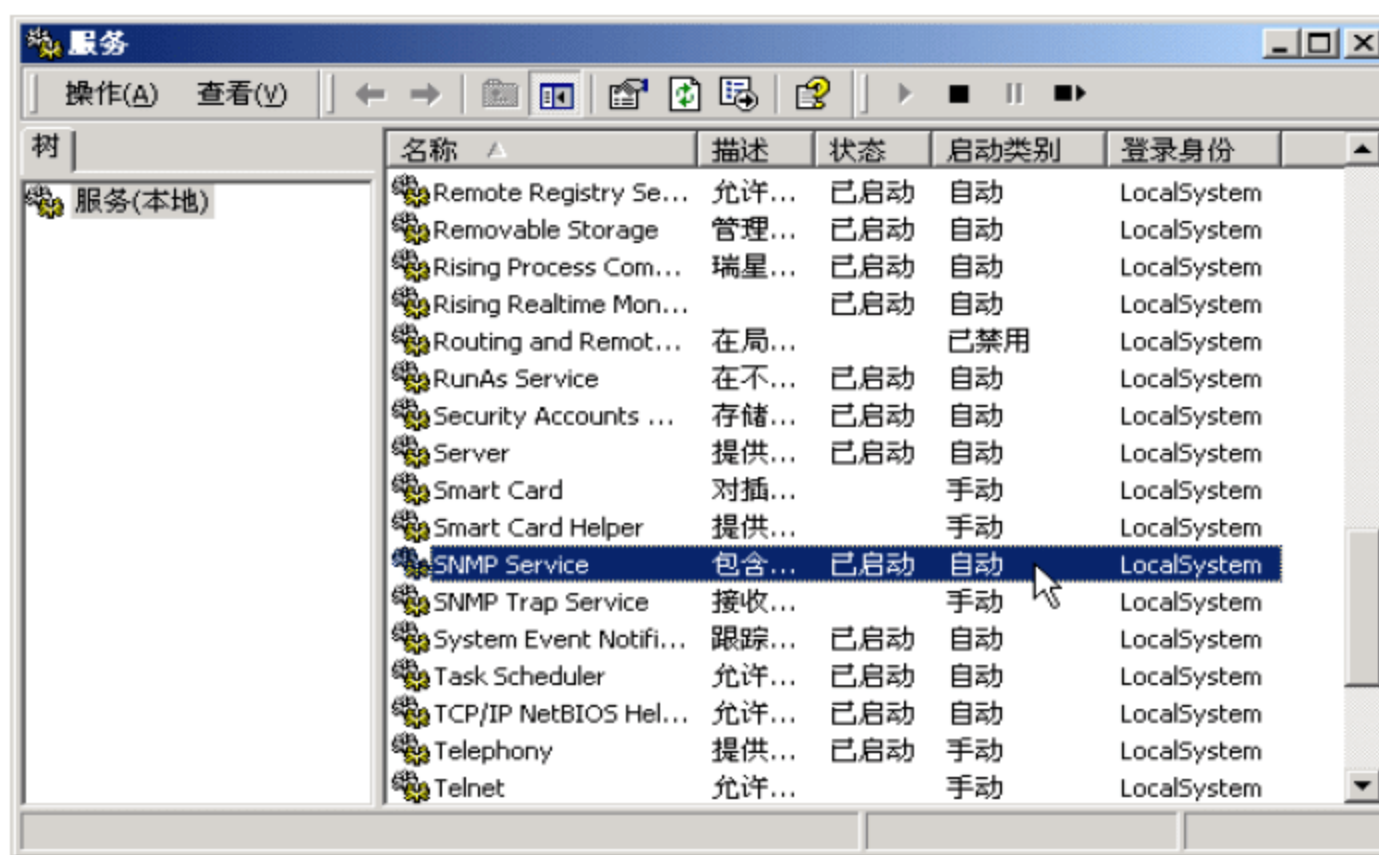 服务
操作(A) 查看(V)
树
服务(本地)
名称 描述 状态 启动类别 登录身份
Remote Registry Se... 允许... 已启动 自动 LocalSystem
Removable Storage 管理... 已启动 自动 LocalSystem
Rising Process Com... 瑞星... 已启动 自动 LocalSystem
Rising Realtime Mon... 已启动 自动 LocalSystem
Routing and Remot... 在局... 已禁用 LocalSystem
RunAs Service 在不... 已启动 自动 LocalSystem
Security Accounts ... 存储... 已启动 自动 LocalSystem
Server 提供... 已启动 自动 LocalSystem
Smart Card 对插... 手动 LocalSystem
Smart Card Helper 提供... 手动 LocalSystem
SNMP Service 包含... 已启动 自动 LocalSystem
SNMP Trap Service 接收... 手动 LocalSystem
System Event Notifi... 跟踪... 已启动 自动 LocalSystem
Task Scheduler 允许... 已启动 自动 LocalSystem
TCP/IP NetBIOS Hel... 允许... 已启动 自动 LocalSystem
Telephony 提供... 已启动 手动 LocalSystem
Telnet 允许... 手动 LocalSystem